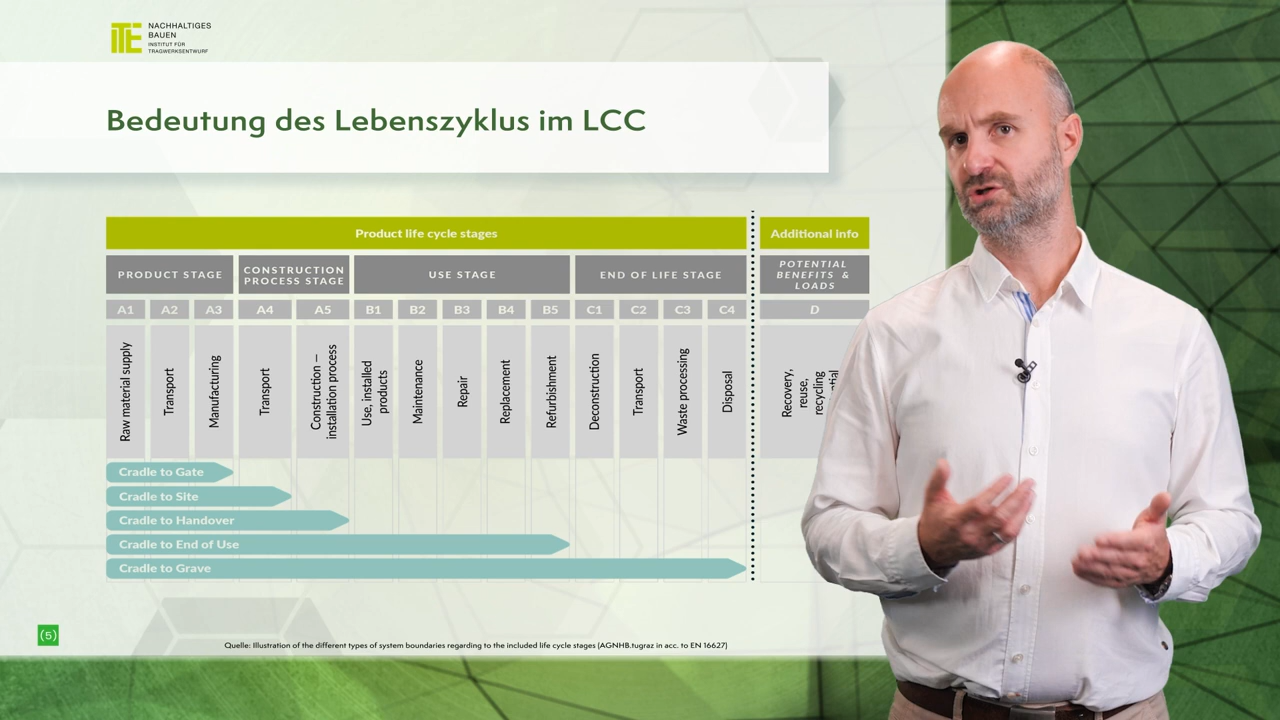 NACHHALTIGES
BAUEN
INSTITUT FÜR
TRAGWERKSENTWURF
Bedeutung des Lebenszyklus im LCC
Product life cycle stages
Additional info
PRODUCT STAGE
CONSTRUCTION
PROCESS STAGE
USE STAGE
END OF LIFE STAGE
POTENTIAL
BENEFITS &
LOADS
A1 A2 A3 A4 A5 B1 B2 B3 B4 B5 C1 C2 C3 C4 D
Raw material supply
Transport
Manufacturing
Transport
Construction –
installation process
Use, installed
products
Maintenance
Repair
Replacement
Refurbishment
Deconstruction
Transport
Waste processing
Disposal
Recovery,
reuse,
recycling
Cradle to Gate
Cradle to Site
Cradle to Handover
Cradle to End of Use
Cradle to Grave
(5)
Quelle: Illustration of the different types of system boundaries regarding to the included life cycle stages (AGNHB.tugraz in acc. to EN 16627)